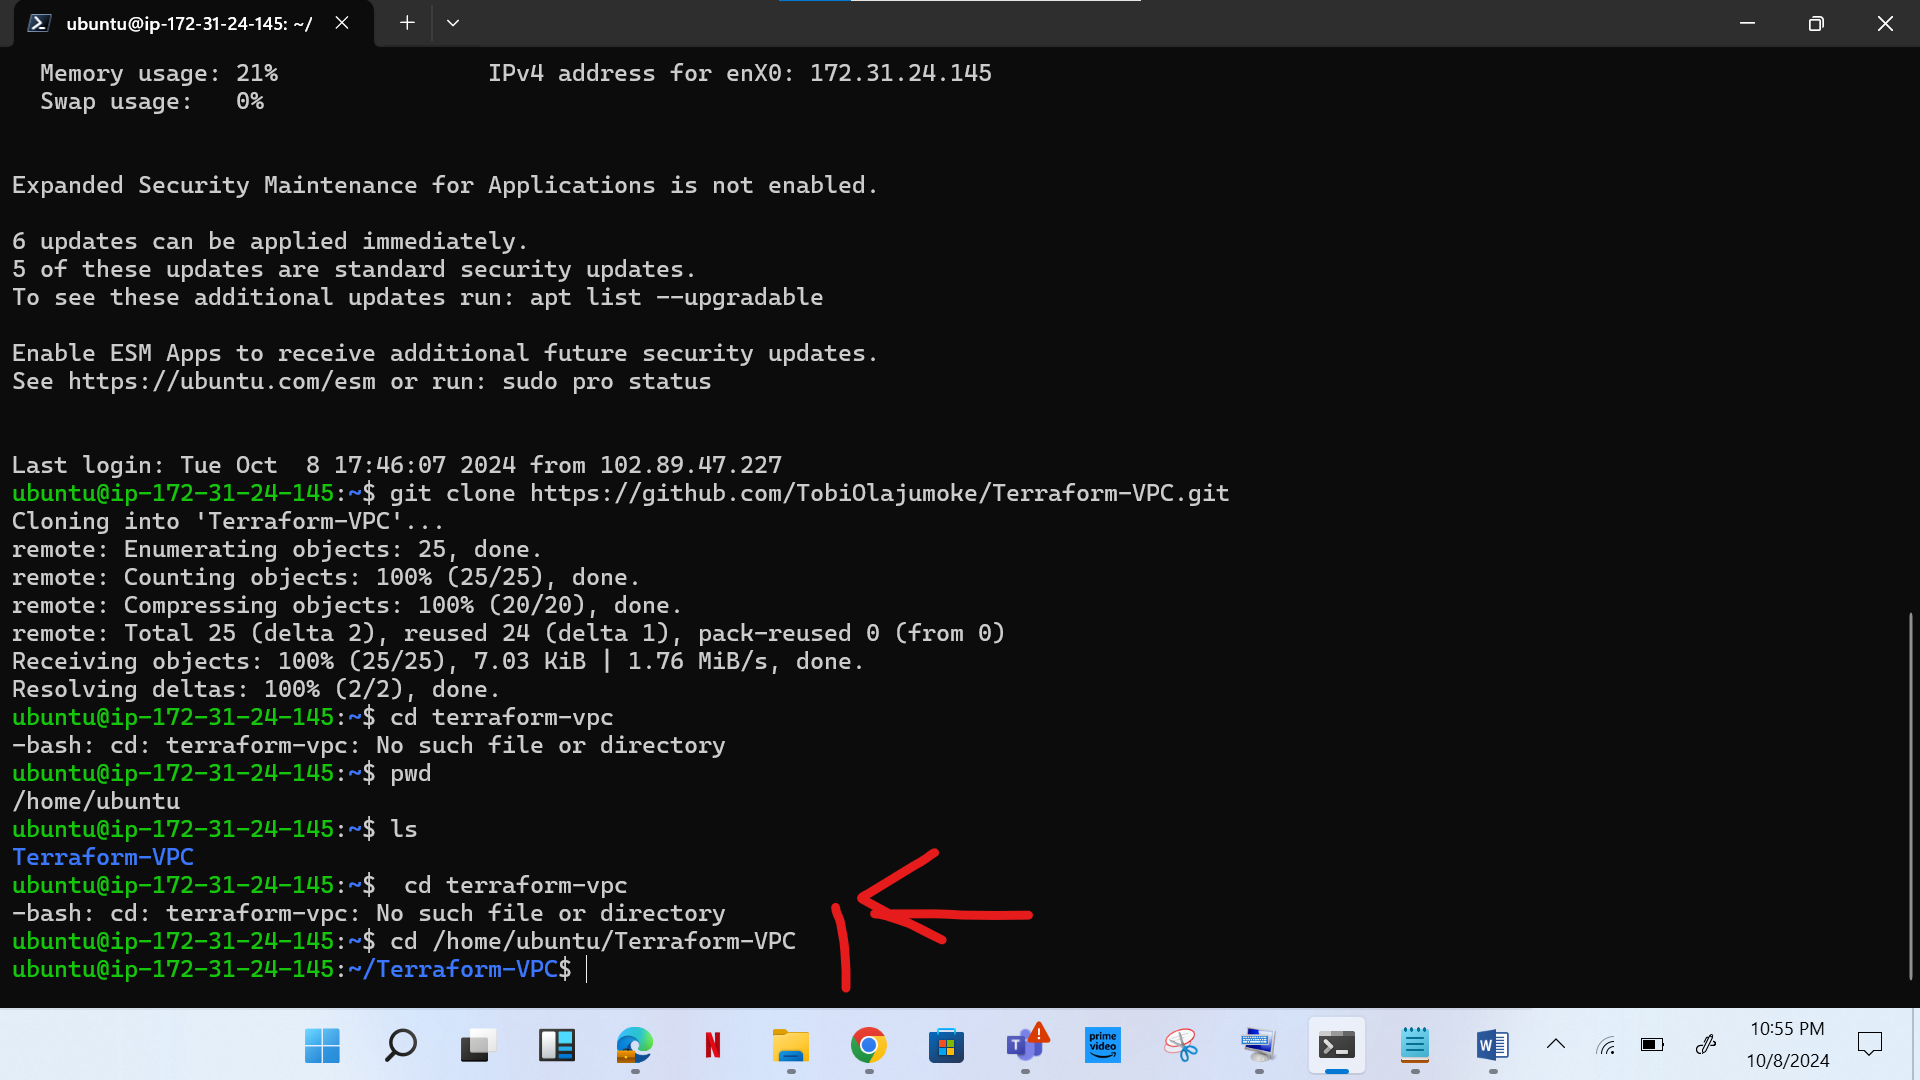 ubuntu@ip-172-31-24-145: ~/
Memory usage: 21%                IPv4 address for enX0: 172.31.24.145
Swap usage:   0%
Expanded Security Maintenance for Applications is not enabled.
6 updates can be applied immediately.
5 of these updates are standard security updates.
To see these additional updates run: apt list --upgradable
Enable ESM Apps to receive additional future security updates.
See https://ubuntu.com/esm or run: sudo pro status
Last login: Tue Oct  8 17:46:07 2024 from 102.89.47.227
ubuntu@ip-172-31-24-145:~$ git clone https://github.com/TobiOlajumoke/Terraform-VPC.git
Cloning into 'Terraform-VPC'...
remote: Enumerating objects: 25, done.
remote: Counting objects: 100% (25/25), done.
remote: Compressing objects: 100% (20/20), done.
remote: Total 25 (delta 2), reused 24 (delta 1), pack-reused 0 (from 0)
Receiving objects: 100% (25/25), 7.03 KiB | 1.76 MiB/s, done.
Resolving deltas: 100% (2/2), done.
ubuntu@ip-172-31-24-145:~$ cd terraform-vpc
-bash: cd: terraform-vpc: No such file or directory
ubuntu@ip-172-31-24-145:~$ pwd
/home/ubuntu
ubuntu@ip-172-31-24-145:~$ ls
Terraform-VPC
ubuntu@ip-172-31-24-145:~$  cd terraform-vpc
-bash: cd: terraform-vpc: No such file or directory
ubuntu@ip-172-31-24-145:~$ cd /home/ubuntu/Terraform-VPC
ubuntu@ip-172-31-24-145:~/Terraform-VPC$
N
T
prime
video
W
10:55 PM
10/8/2024